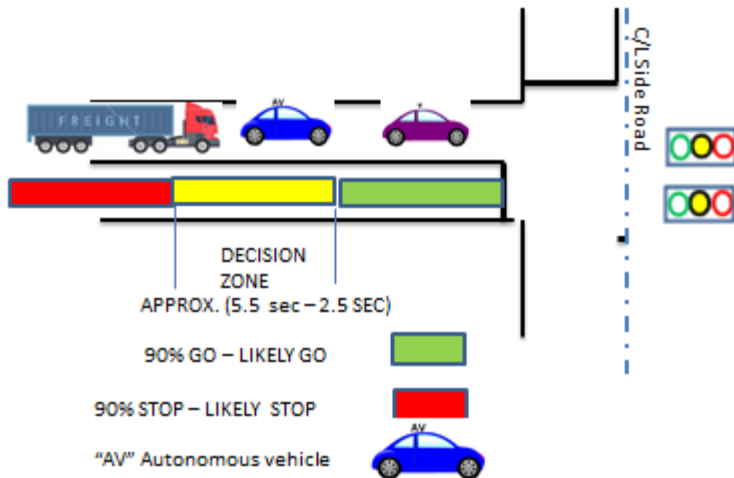 C/L Side Road
AV
v
FREIGHT
DECISION
ZONE
APPROX. (5.5 sec – 2.5 SEC)
90% GO – LIKELY GO
90% STOP – LIKELY STOP
AV
"AV" Autonomous vehicle